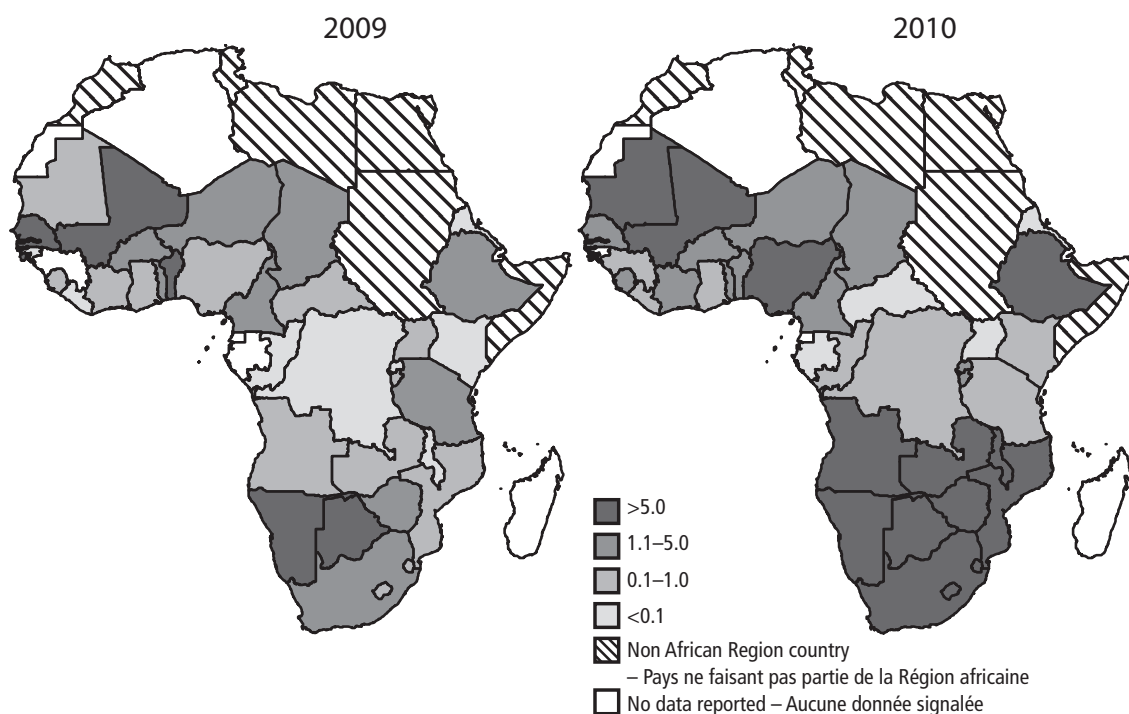 2009
2010
>5.0
1.1–5.0
0.1–1.0
<0.1
Non African Region country
– Pays ne faisant pas partie de la Région africaine
No data reported – Aucune donnée signalée